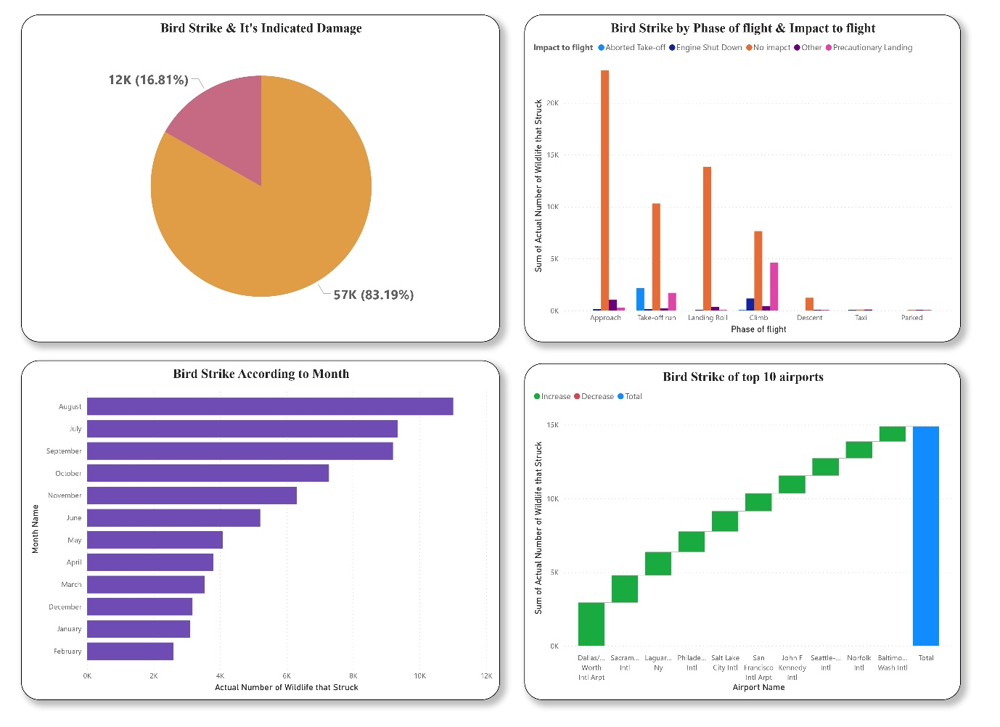 Bird Strike & It's Indicated Damage
12K (16.81%)
57K (83.19%)
Bird Strike by Phase of flight & Impact to flight
Impact to flight Aborted Take-off Engine Shut Down No imapct Other Precautionary Landing
Sum of Actual Number of Wildlife that Struck
20K
15K
10K
5K
0K
Approach Take-off run Landing Roll Climb Descent Taxi Parked
Phase of flight
Bird Strike According to Month
Month Name
August
July
September
October
November
June
May
April
March
December
January
February
0K 2K 4K 6K 8K 10K 12K
Actual Number of Wildlife that Struck
Bird Strike of top 10 airports
Increase Decrease Total
Sum of Actual Number of Wildlife that Struck
15K
10K
5K
0K
Dallas/... Sacram... Laguar... Philade... Salt Lake San John F Seattle-... Norfolk Baltimo... Total
Worth Intl Ny Intl City Intl Francisco Kennedy Intl Intl Wash Intl
Intl Arpt Intl Arpt Intl
Airport Name